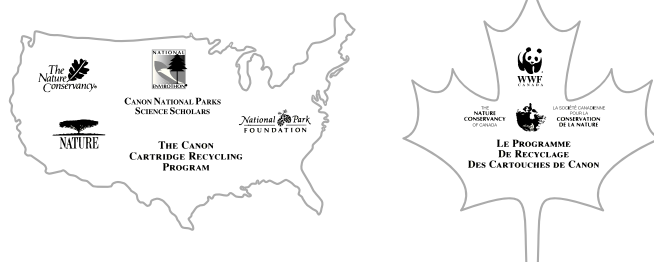 The
Nature
Conservancy®
NATIONAL
ENVIROTHON
CANON NATIONAL PARKS
SCIENCE SCHOLARS
NATURE
National Park
FOUNDATION
THE CANON
CARTRIDGE RECYCLING
PROGRAM
WWF
CANADA
THE
NATURE
CONSERVANCY
OF CANADA
LA SOCIÉTÉ CANADIENNE
POUR LA
CONSERVATION
DE LA NATURE
LE PROGRAMME
DE RECYCLAGE
DES CARTOUCHES DE CANON